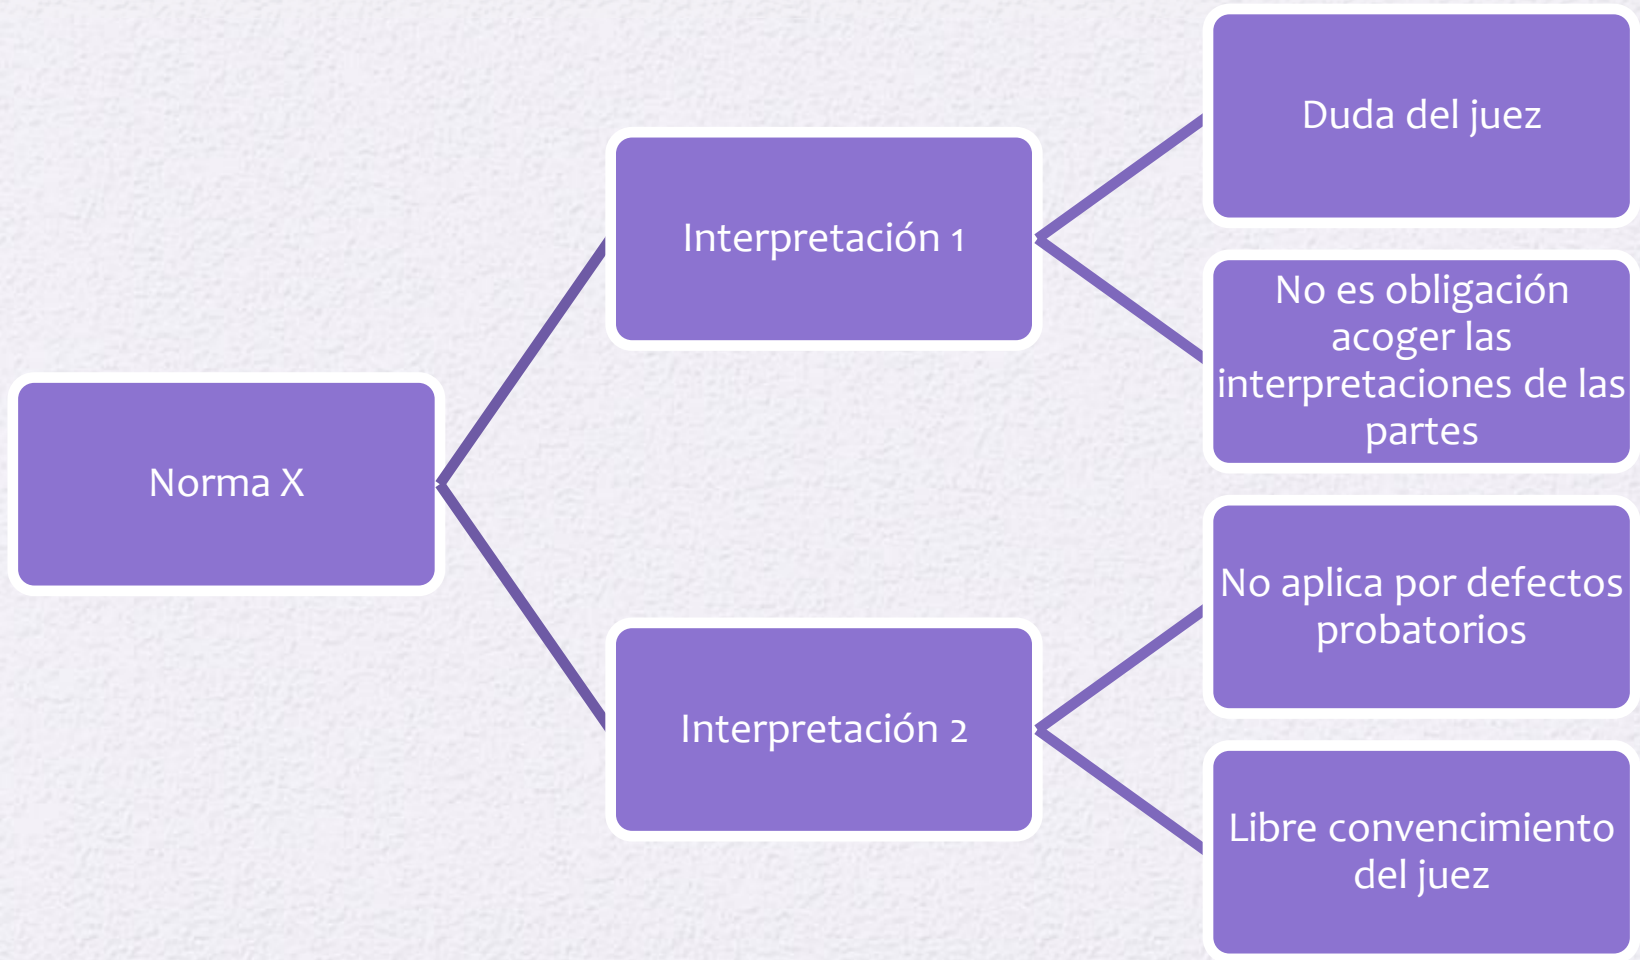 Norma X
Interpretación 1
Duda del juez
No es obligación
acoger las
interpretaciones de las
partes
Interpretación 2
No aplica por defectos
probatorios
Libre convencimiento
del juez